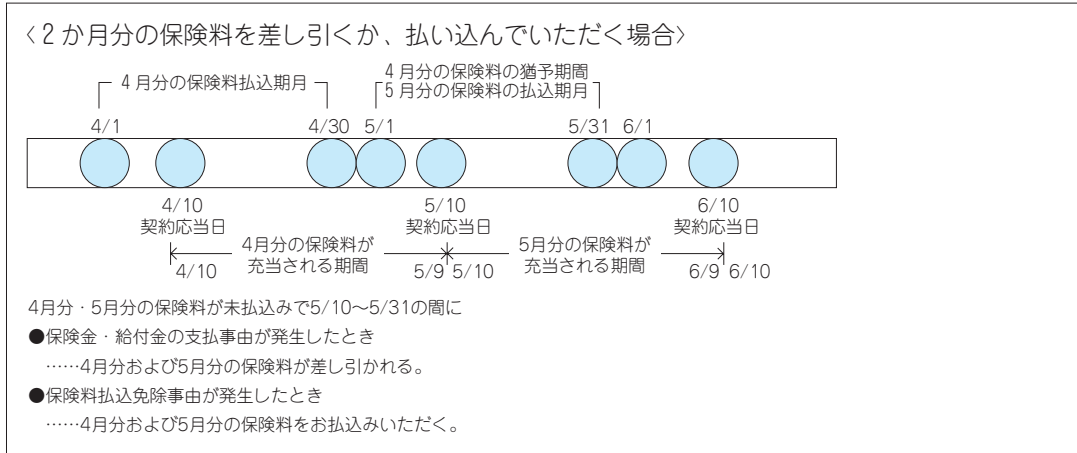 〈2か月分の保険料を差し引くか、払い込んでいただく場合〉
4月分の保険料払込期月
4月分の保険料の猶予期間
5月分の保険料の払込期月
4/1
4/30
5/1
5/31
6/1
4/10
契約応当日
5/10
契約応当日
6/10
契約応当日
4月分の保険料が
充当される期間
5月分の保険料が
充当される期間
4/10
5/9
5/10
6/9
6/10
4月分・5月分の保険料が未払込みで5/10〜5/31の間に
●保険金・給付金の支払事由が発生したとき
……4月分および5月分の保険料が差し引かれる。
●保険料払込免除事由が発生したとき
……4月分および5月分の保険料をお払込みいただく。